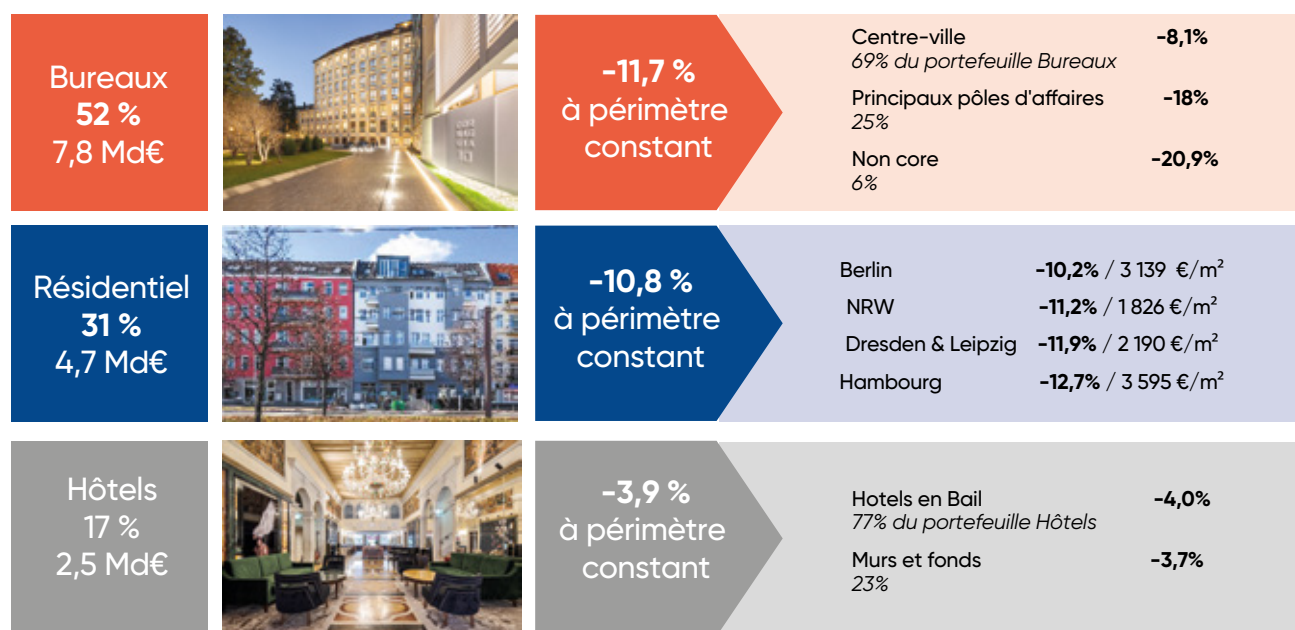 Bureaux
52 %
7,8 Md€
-11,7 %
à périmètre
constant
Centre-ville -8,1%
69% du portefeuille Bureaux
Principaux pôles d'affaires -18%
25%
Non core -20,9%
6%
Résidentiel
31 %
4,7 Md€
-10,8 %
à périmètre
constant
Berlin -10,2% / 3 139 €/m²
NRW -11,2% / 1 826 €/m²
Dresden & Leipzig -11,9% / 2 190 €/m²
Hambourg -12,7% / 3 595 €/m²
Hôtels
17 %
2,5 Md€
-3,9 %
à périmètre
constant
Hotels en Bail -4,0%
77% du portefeuille Hôtels
Murs et fonds -3,7%
23%